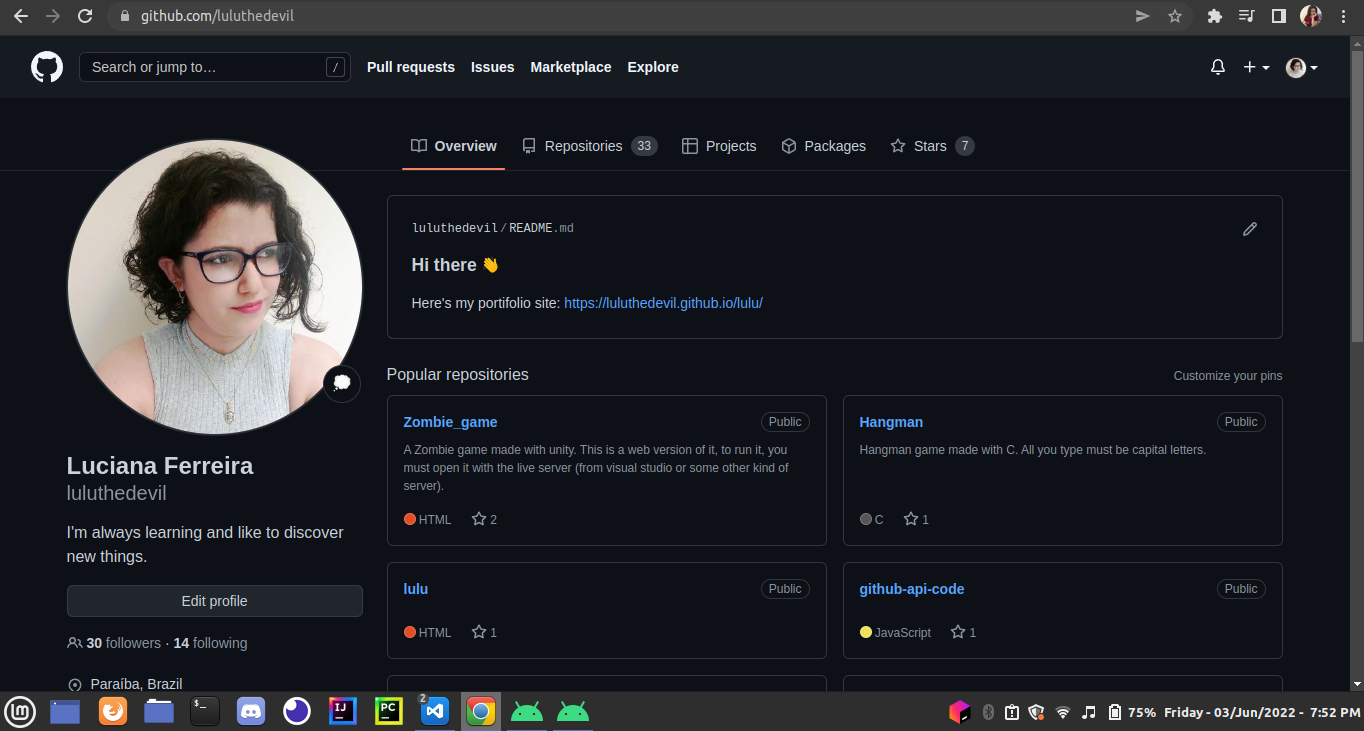 github.com/luluthedevil
Search or jump to… /
Pull requests
Issues
Marketplace
Explore
Overview
Repositories 33
Projects
Packages
Stars 7
luluthedevil/README.md
Hi there 👋
Here's my portifolio site: https://luluthedevil.github.io/lulu/
Popular repositories
Customize your pins
Zombie_game
Public
A Zombie game made with unity. This is a web version of it, to run it, you
must open it with the live server (from visual studio or some other kind of
server).
HTML 2
Hangman
Public
Hangman game made with C. All you type must be capital letters.
C 1
lulu
Public
HTML 1
github-api-code
Public
JavaScript 1
Luciana Ferreira
luluthedevil
I'm always learning and like to discover
new things.
Edit profile
30 followers · 14 following
Paraíba, Brazil
lm
$_
IJ
PC
2
75% Friday - 03/Jun/2022 - 7:52 PM